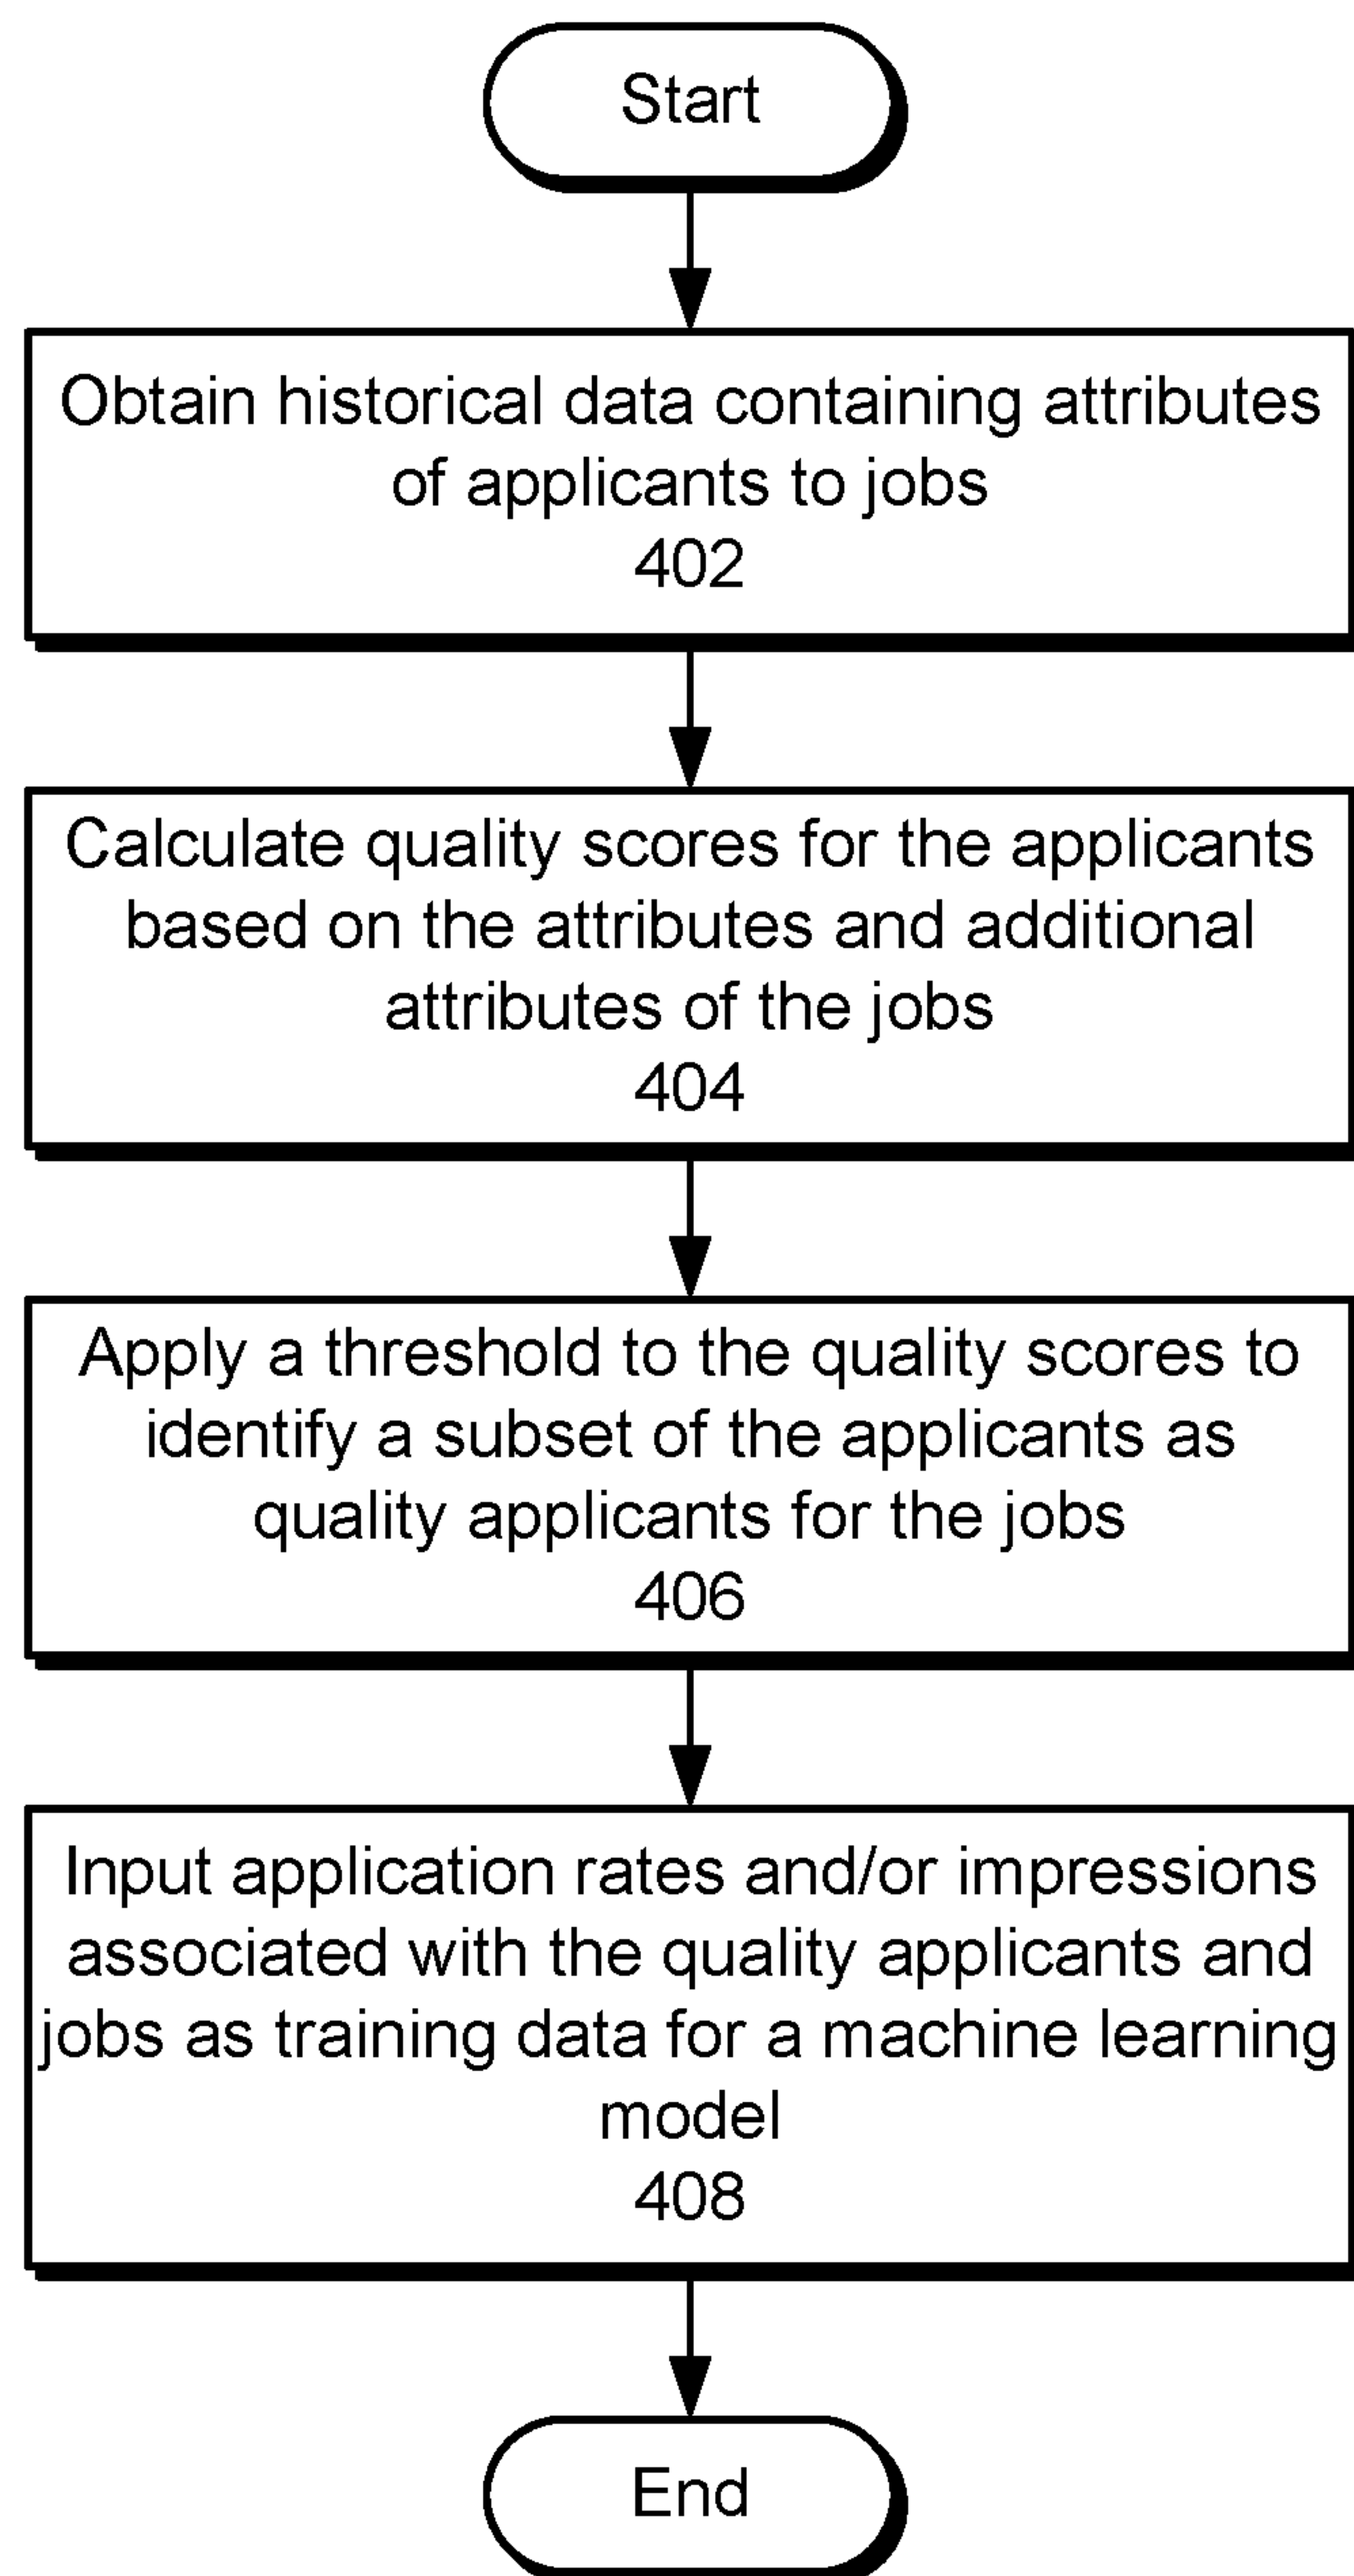 Start
Obtain historical data containing attributes
of applicants to jobs
402
Calculate quality scores for the applicants
based on the attributes and additional
attributes of the jobs
404
Apply a threshold to the quality scores to
identify a subset of the applicants as
quality applicants for the jobs
406
Input application rates and/or impressions
associated with the quality applicants and
jobs as training data for a machine learning
model
408
End